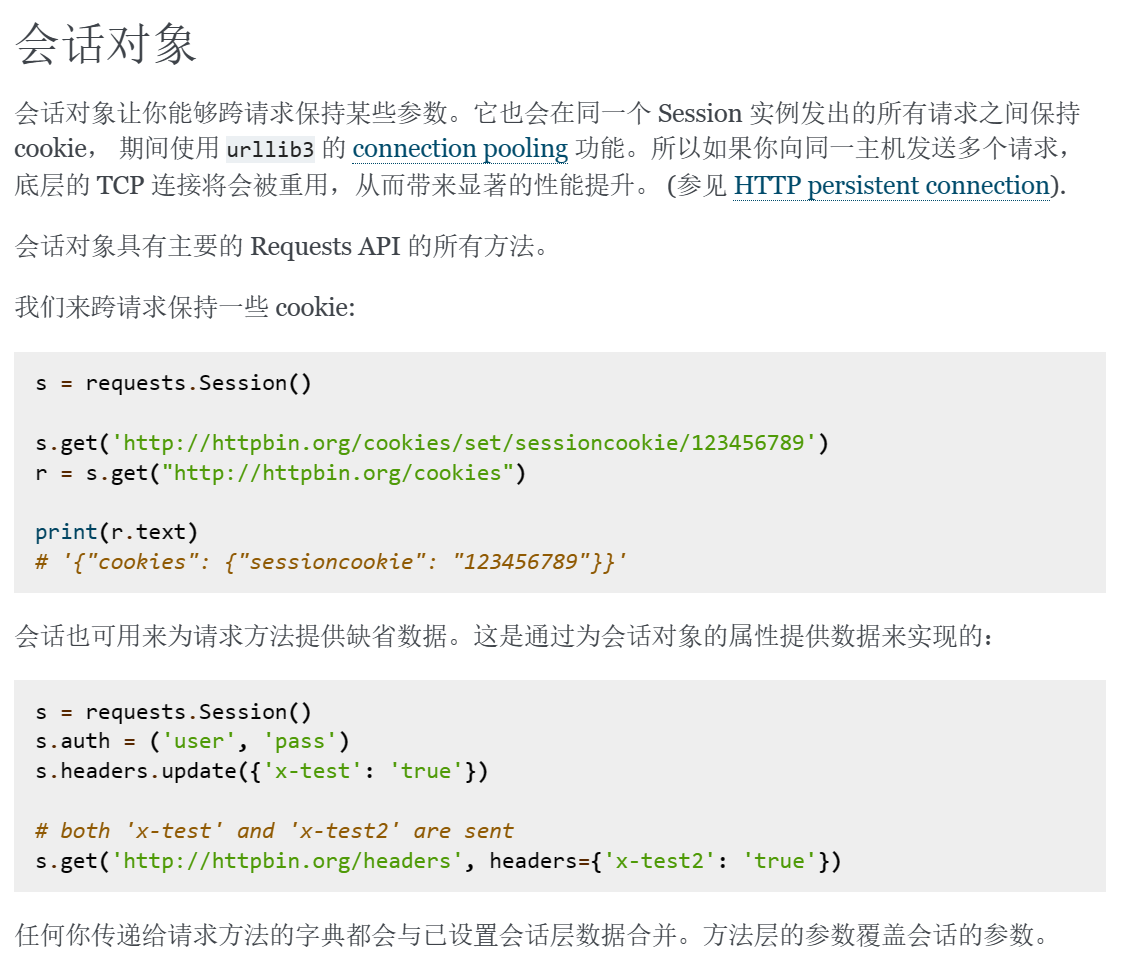 会话对象
会话对象让你能够跨请求保持某些参数。它也会在同一个 Session 实例发出的所有请求之间保持
cookie， 期间使用 urllib3 的 connection pooling 功能。所以如果你向同一主机发送多个请求，
底层的 TCP 连接将会被重用，从而带来显著的性能提升。 (参见 HTTP persistent connection).
会话对象具有主要的 Requests API 的所有方法。
我们来跨请求保持一些 cookie:
s = requests.Session()
s.get('http://httpbin.org/cookies/set/sessioncookie/123456789')
r = s.get("http://httpbin.org/cookies")
print(r.text)
# '{"cookies": {"sessioncookie": "123456789"}}'
会话也可用来为请求方法提供缺省数据。这是通过为会话对象的属性提供数据来实现的：
s = requests.Session()
s.auth = ('user', 'pass')
s.headers.update({'x-test': 'true'})
# both 'x-test' and 'x-test2' are sent
s.get('http://httpbin.org/headers', headers={'x-test2': 'true'})
任何你传递给请求方法的字典都会与已设置会话层数据合并。方法层的参数覆盖会话的参数。